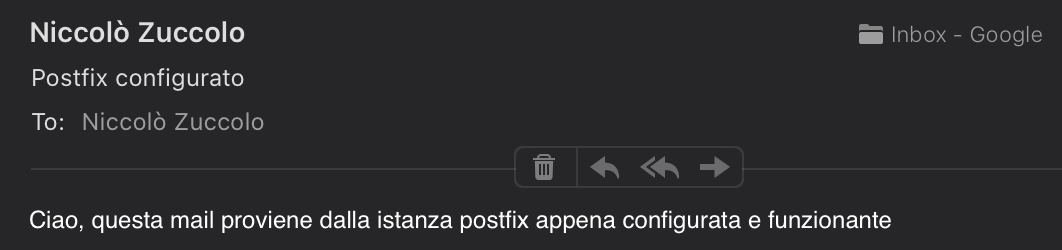 Niccolò Zuccolo
Inbox - Google
Postfix configurato
To: Niccolò Zuccolo
Ciao, questa mail proviene dalla istanza postfix appena configurata e funzionante